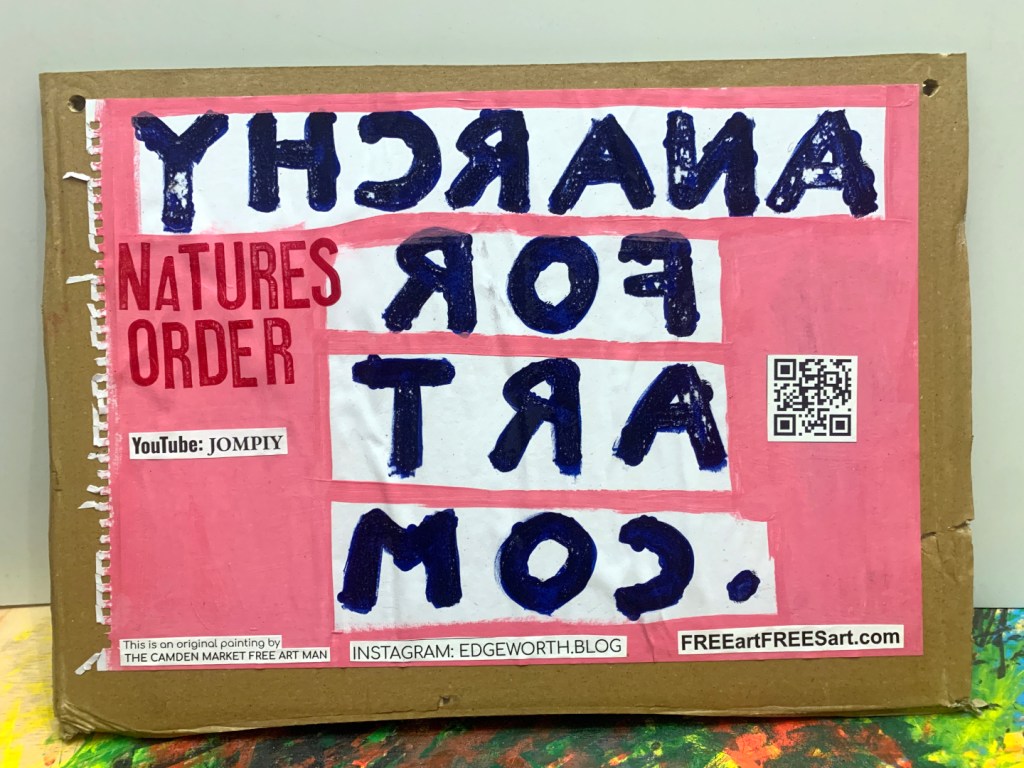 ANARCHY
FOR
ART
.COM
NATURES
ORDER
YouTube: JOMPIY
This is an original painting by
THE CAMDEN MARKET FREE ART MAN
INSTAGRAM: EDGEWORTH.BLOG
FREEartFREESart.com